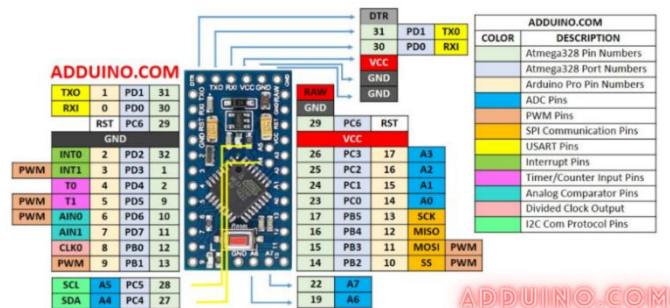 DTR
31 PD1 TX0
30 PD0 RXI
VCC
GND
GND
ADDUINO.COM
COLOR DESCRIPTION
Atmega328 Pin Numbers
Atmega328 Port Numbers
Arduino Pro Pin Numbers
ADC Pins
PWM Pins
SPI Communication Pins
USART Pins
Interrupt Pins
Timer/Counter Input Pins
Analog Comparator Pins
Divided Clock Output
I2C Com Protocol Pins
ADDUINO.COM
TXO 1 PD1 31
RXI 0 PD0 30
RST PC6 29
GND
INT0 2 PD2 32
PWM INT1 3 PD3 1
T0 4 PD4 2
PWM T1 5 PD5 9
PWM AIN0 6 PD6 10
AIN1 7 PD7 11
CLK0 8 PB0 12
PWM 9 PB1 13
SCL A5 PC5 28
SDA A4 PC4 27
DTR TXO RXI VCC GND GND
RAW
GND
29 PC6 RST
VCC
26 PC3 17 A3
25 PC2 16 A2
24 PC1 15 A1
23 PC0 14 A0
17 PB5 13 SCK
16 PB4 12 MISO
15 PB3 11 MOSI PWM
14 PB2 10 SS PWM
22 A7
19 A6
ADDUINO.COM